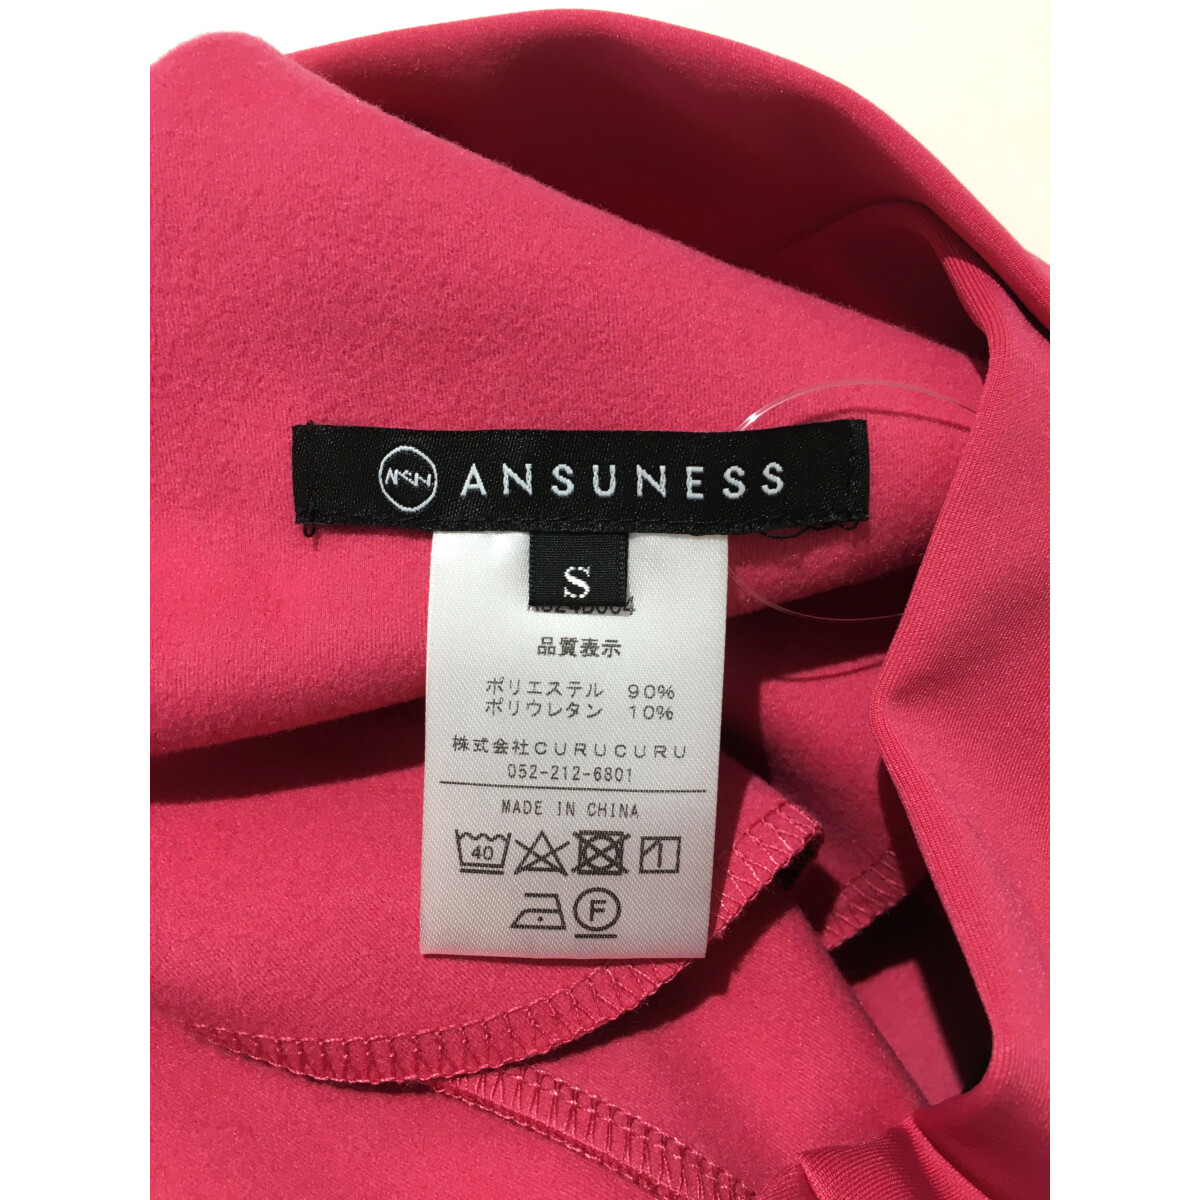 ANSUNESS
S
品質表示
ポリエステル 90%
ポリウレタン 10%
株式会社CURUCURU
052-212-6801
MADE IN CHINA
40
F